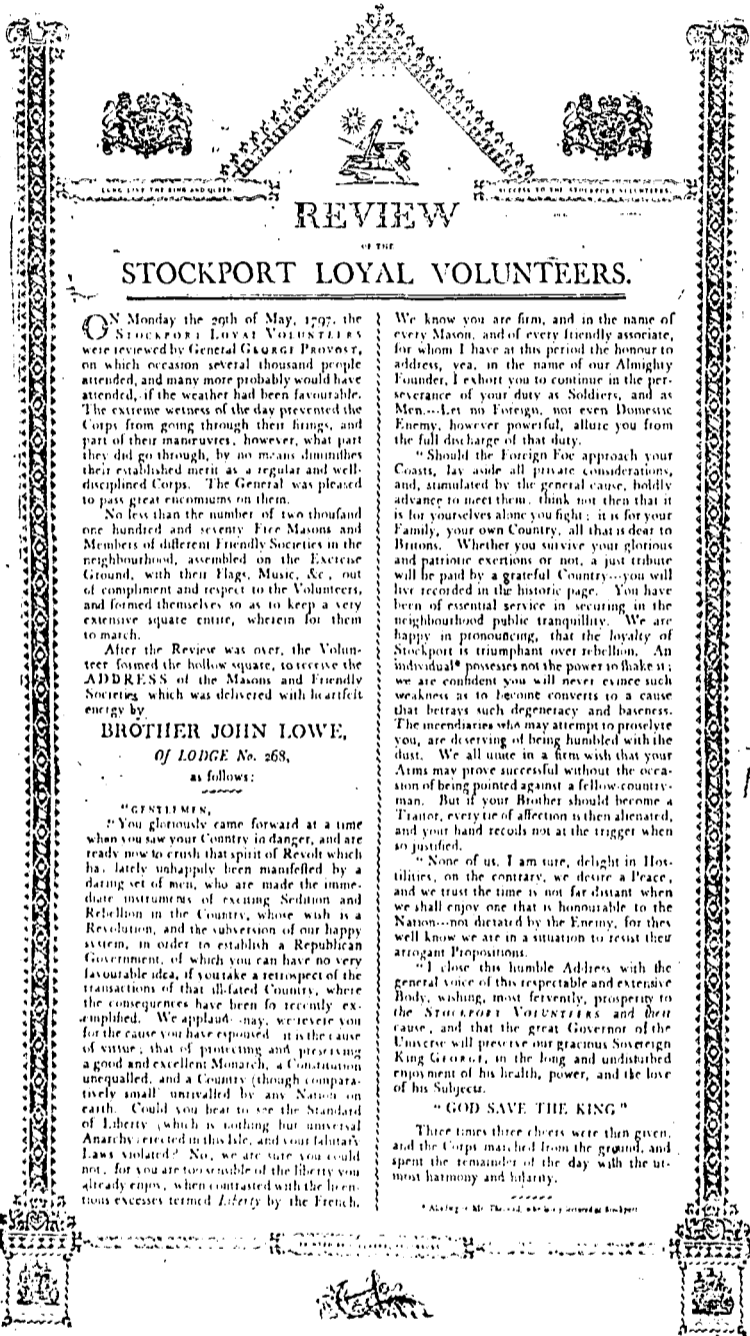 LONG LIVE THE KING AND QUEEN
SUCCESS TO THE STOCKPORT VOLUNTEERS
REVIEW
OF THE
STOCKPORT LOYAL VOLUNTEERS.
ON Monday the 29th of May, 1797, the
STOCKPORT LOYAL VOLUNTEERS
were reviewed by General GEORGE PROVOST,
on which occasion several thousand people
attended, and many more probably would have
attended, if the weather had been favourable.
The extreme wetness of the day prevented the
Corps from going through their firings, and
part of their manœuvres, however, what part
they did go through, by no means diminishes
their established merit as a regular and well-
disciplined Corps. The General was pleased
to pass great encomiums on them.
No less than the number of two thousand
one hundred and seventy Free Masons and
Members of different Friendly Societies in the
neighbourhood, assembled on the Exercise
Ground, with their Flags, Music, &c, out
of compliment and respect to the Volunteers,
and formed themselves so as to keep a very
extensive square entire, wherein for them
to march.
After the Review was over, the Volun-
teer formed the hollow square, to receive the
ADDRESS of the Masons and Friendly
Societies which was delivered with heartfelt
energy by
BROTHER JOHN LOWE,
Of LODGE No. 268,
as follows:
"GENTLEMEN,
"You gloriously came forward at a time
when you saw your Country in danger, and are
ready now to crush that spirit of Revolt which
has lately unhappily been manifested by a
daring set of men, who are made the imme-
diate instruments of exciting Sedition and
Rebellion in the Country, whose wish is a
Revolution, and the subversion of our happy
system, in order to establish a Republican
Government, of which you can have no very
favourable idea, if you take a retrospect of the
transactions of that ill-fated Country, where
the consequences have been so recently ex-
emplified. We applaud--nay, we revere you
for the cause you have espoused it is the cause
of virtue; that of protecting and preserving
a good and excellent Monarch, a Constitution
unequalled, and a Country (though compara-
tively small) unrivalled by any Nation on
earth. Could you bear to see the Standard
of Liberty (which is nothing but universal
Anarchy) erected in this Isle, and your salutary
Laws violated? No, we are sure you could
not, for you are too sensible of the liberty you
already enjoy, when contrasted with the licen-
tious excesses termed Liberty by the French.
We know you are firm, and in the name of
every Mason, and of every friendly associate,
for whom I have at this period the honour to
address, yea, in the name of our Almighty
Founder, I exhort you to continue in the per-
severance of your duty as Soldiers, and as
Men.---Let no Foreign, not even Domestic
Enemy, however powerful, allure you from
the full discharge of that duty.
"Should the Foreign Foe approach your
Coasts, lay aside all private considerations,
and, stimulated by the general cause, boldly
advance to meet them; think not then that it
is for yourselves alone you fight; it is for your
Family, your own Country, all that is dear to
Britons. Whether you survive your glorious
and patriotic exertions or not, a just tribute
will be paid by a grateful Country---you will
live recorded in the historic page. You have
been of essential service in securing in the
neighbourhood public tranquillity. We are
happy in pronouncing, that the loyalty of
Stockport is triumphant over rebellion. An
individual* possesses not the power to shake it;
we are confident you will never evince such
weakness as to become converts to a cause
that betrays such degeneracy and baseness.
The incendiaries who may attempt to proselyte
you, are deserving of being humbled with the
dust. We all unite in a firm wish that your
Arms may prove successful without the occa-
sion of being pointed against a fellow-country-
man. But if your Brother should become a
Traitor, every tie of affection is then alienated,
and your hand recoils not at the trigger when
so justified.
"None of us, I am sure, delight in Hos-
tilities, on the contrary, we desire a Peace,
and we trust the time is not far distant when
we shall enjoy one that is honourable to the
Nation---not dictated by the Enemy, for they
well know we are in a situation to resist their
arrogant Propositions.
"I close this humble Address with the
general voice of this respectable and extensive
Body, wishing, most fervently, prosperity to
the STOCKPORT VOLUNTEERS and their
cause, and that the great Governor of the
Universe will preserve our gracious Sovereign
King GEORGE, in the long and undisturbed
enjoyment of his health, power, and the love
of his Subjects.
"GOD SAVE THE KING"
Three times three cheers were then given,
and the Corps marched from the ground, and
spent the remainder of the day with the ut-
most harmony and hilarity.
* Alluding to Mr. who lately lectured at Stockport